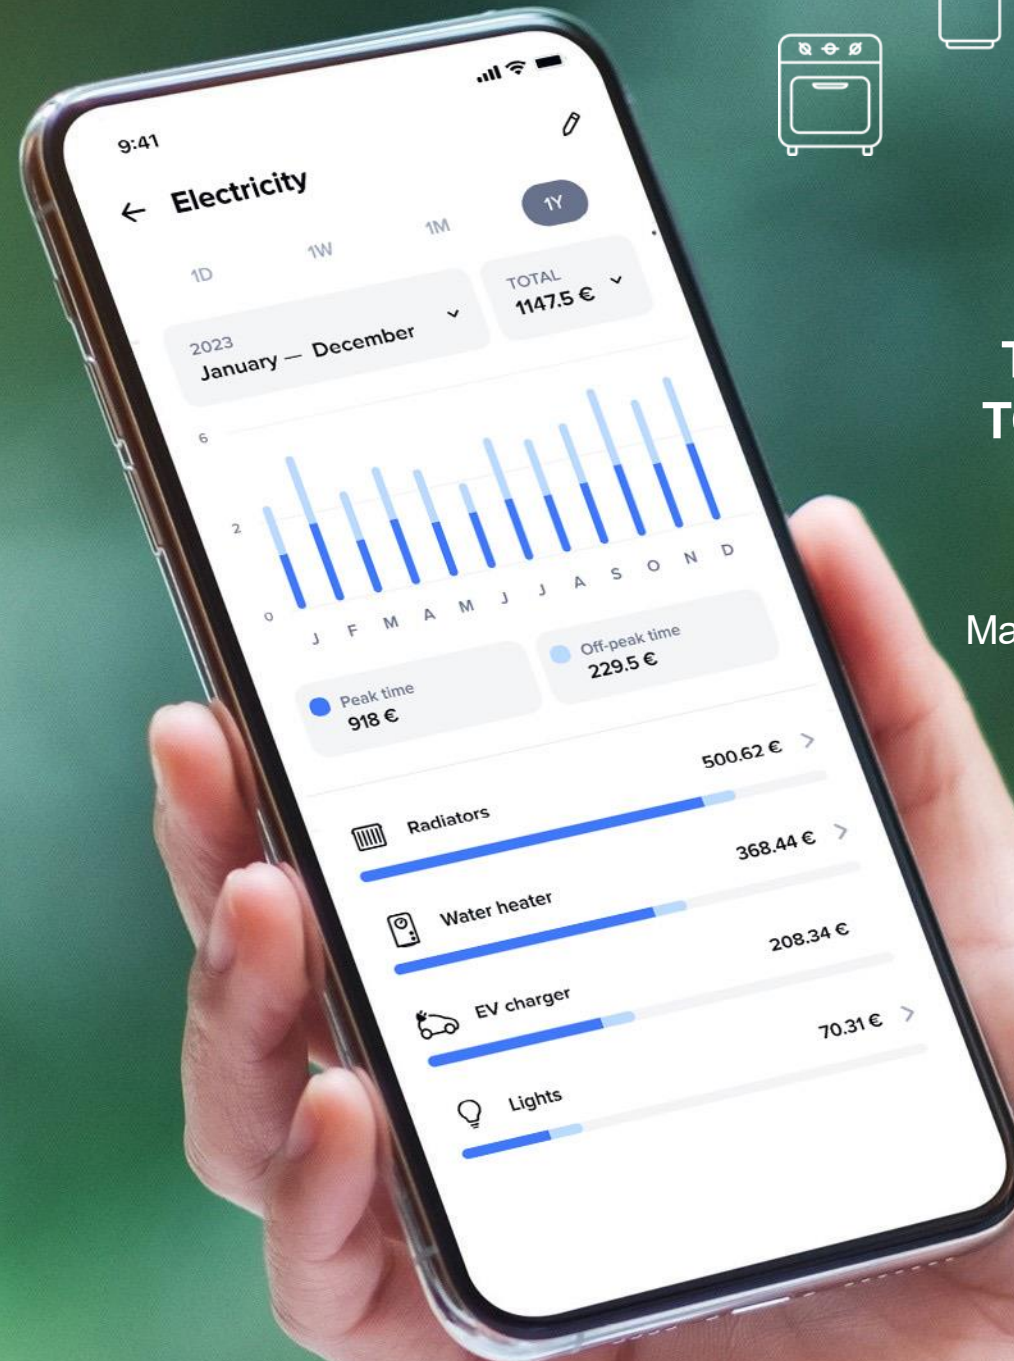 9:41
Electricity
1D 1W 1M 1Y
2023
January — December
TOTAL
1147.5 €
6
2
0
J F M A M J J A S O N D
Peak time
918 €
Off-peak time
229.5 €
Radiators 500.62 €
Water heater 368.44 €
EV charger 208.34 €
Lights 70.31 €
T
Ma